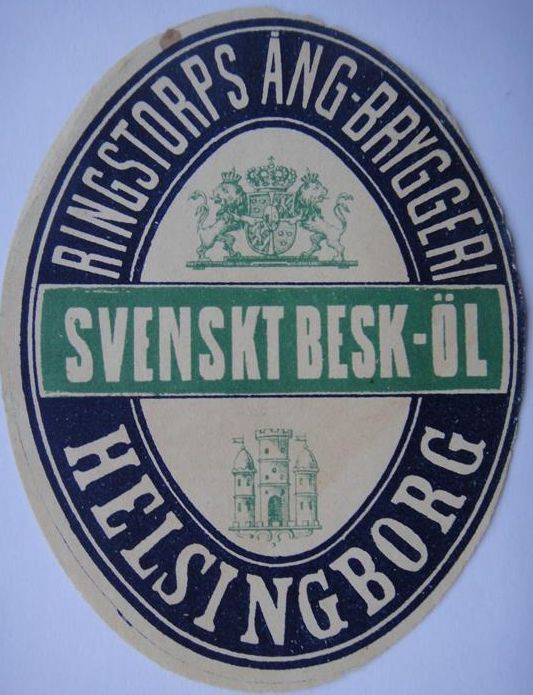 RINGSTORPS ÅNG-BRYGGERI
SVENSKT BESK-ÖL
HELSINGBORG